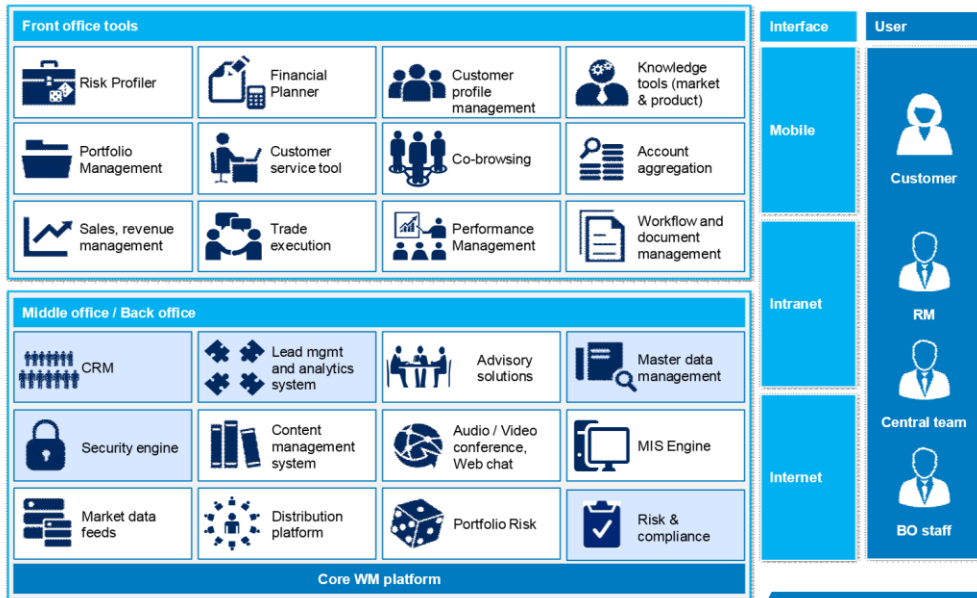 Front office tools
Risk Profiler
Financial
Planner
Customer
profile
management
Knowledge
tools (market
& product)
Portfolio
Management
Customer
service tool
Co-browsing
Account
aggregation
Sales, revenue
management
Trade
execution
Performance
Management
Workflow and
document
management
Middle office / Back office
CRM
Lead mgmt
and analytics
system
Advisory
solutions
Master data
management
Security engine
Content
management
system
Audio / Video
conference,
Web chat
MIS Engine
Market data
feeds
Distribution
platform
Portfolio Risk
Risk &
compliance
Core WM platform
Interface
Mobile
Intranet
Internet
User
Customer
RM
Central team
BO staff